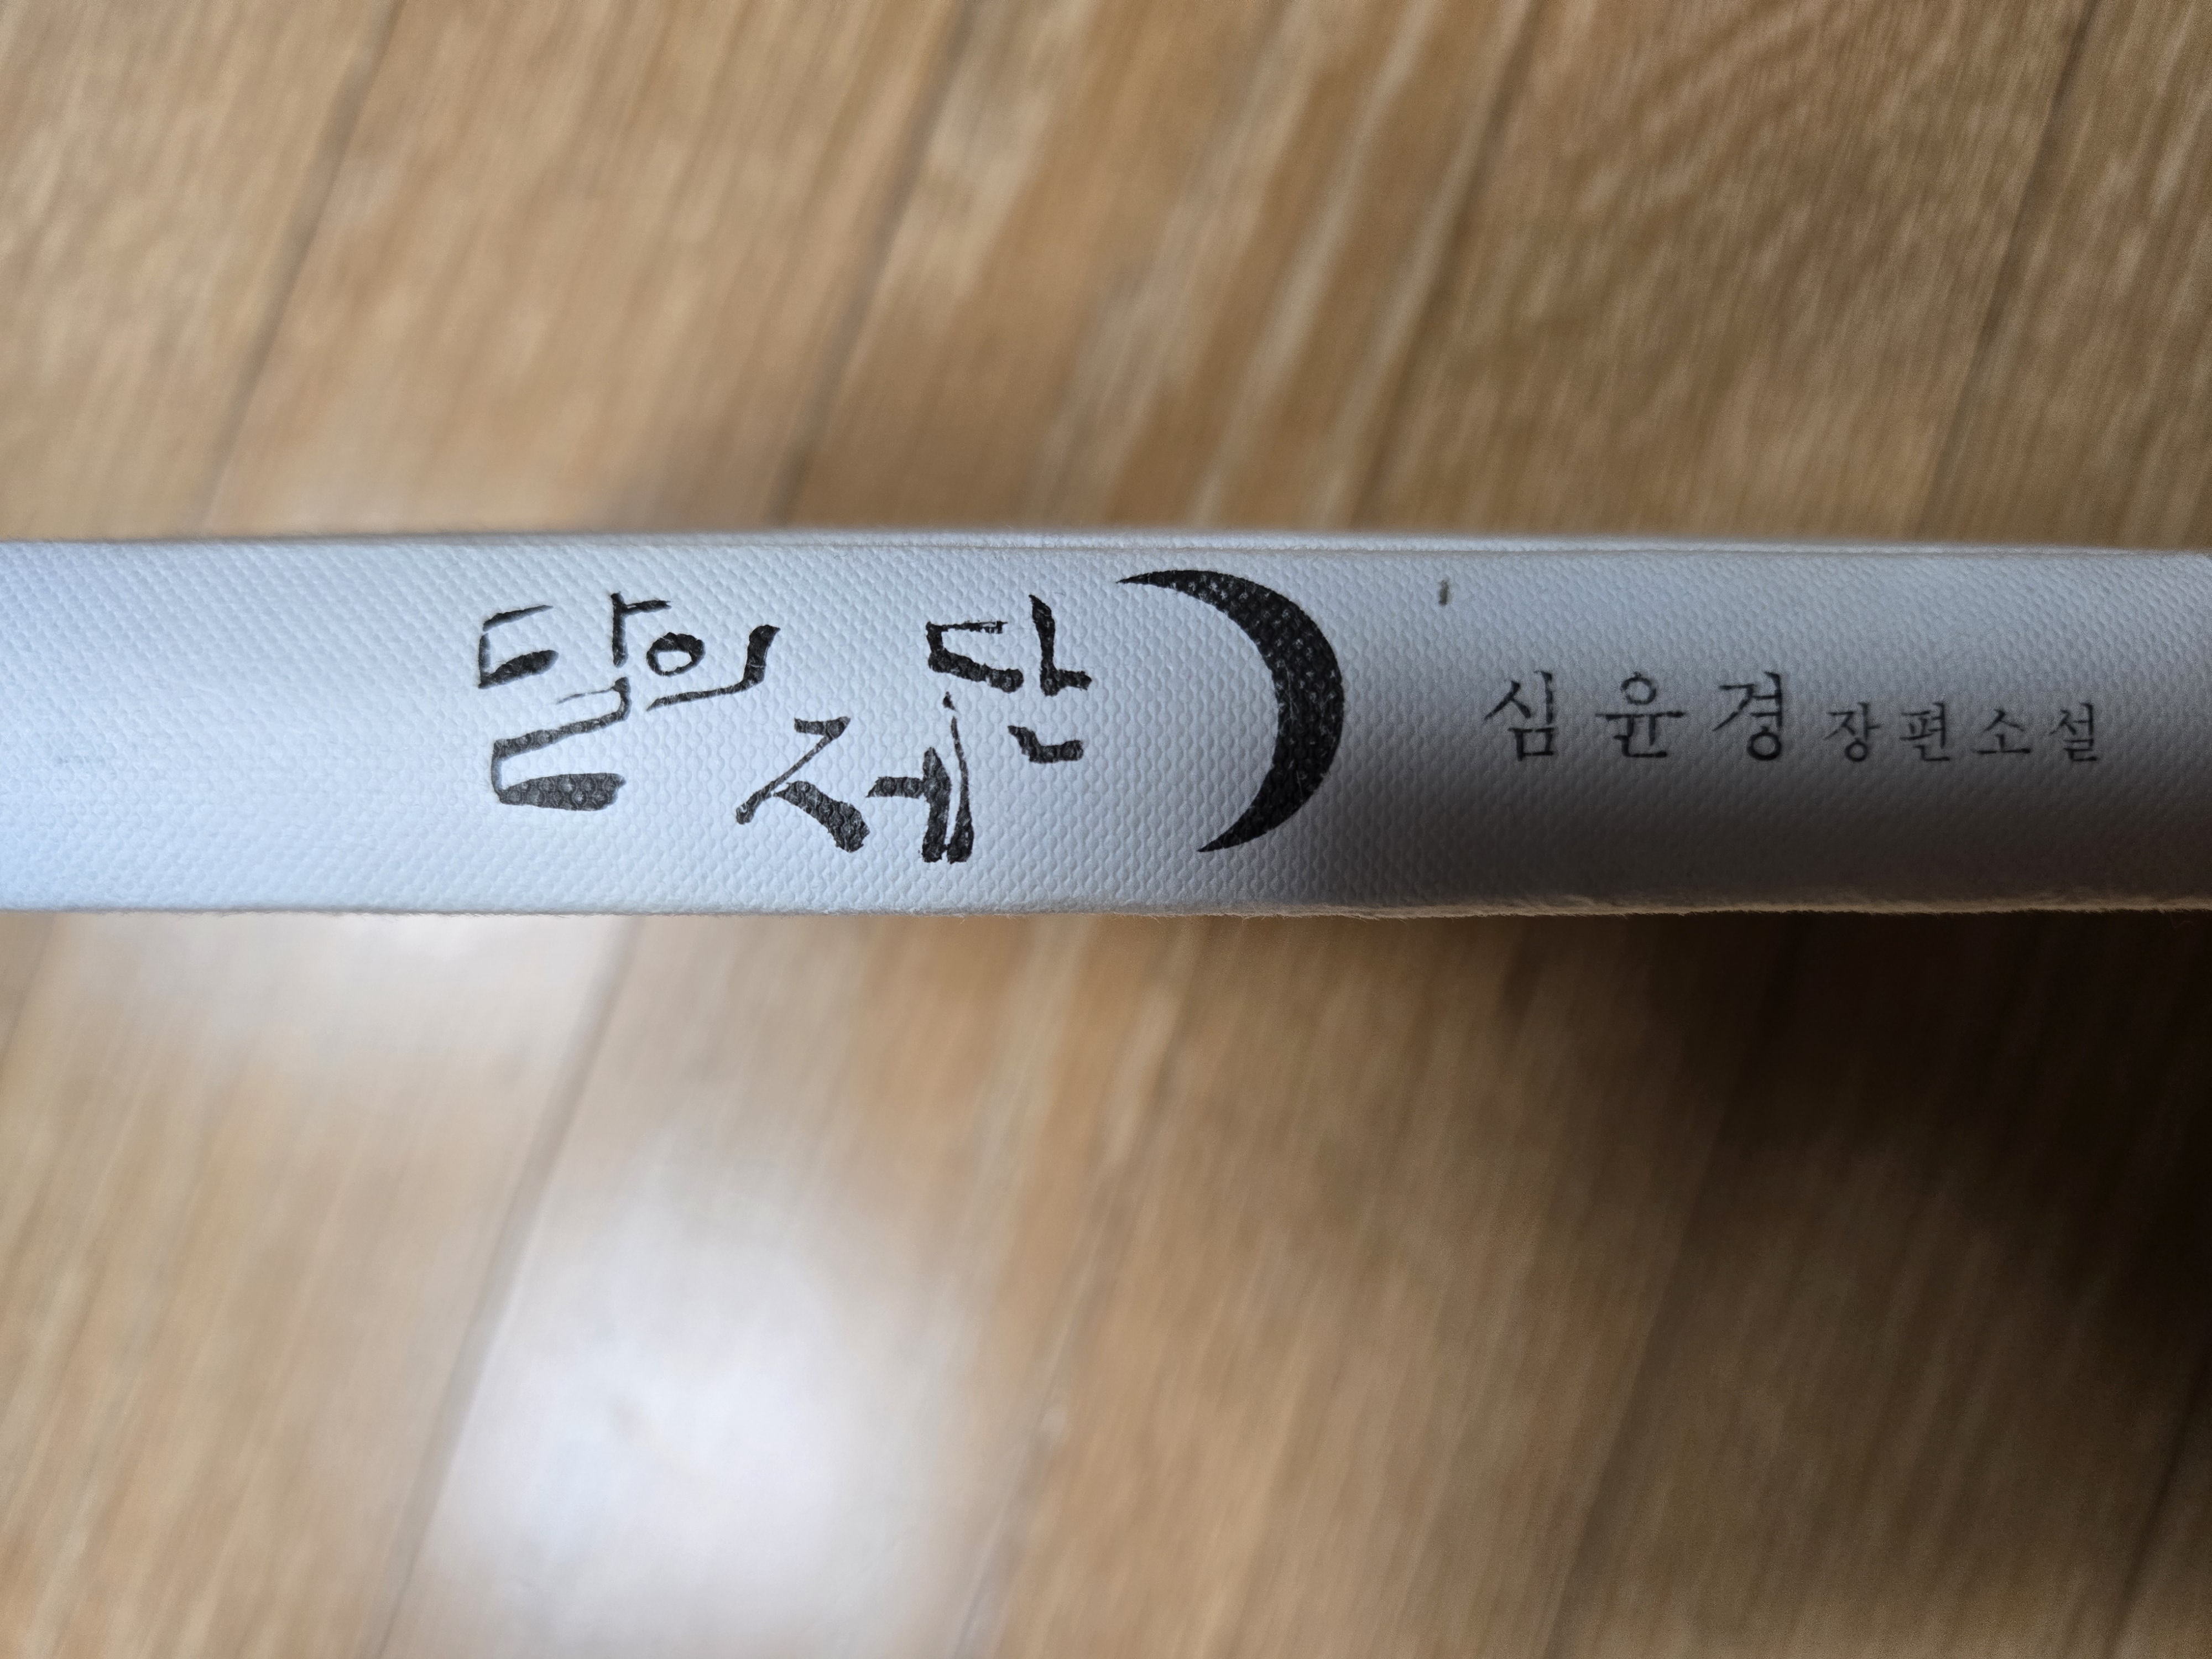 달의 제단
심윤경 장편소설